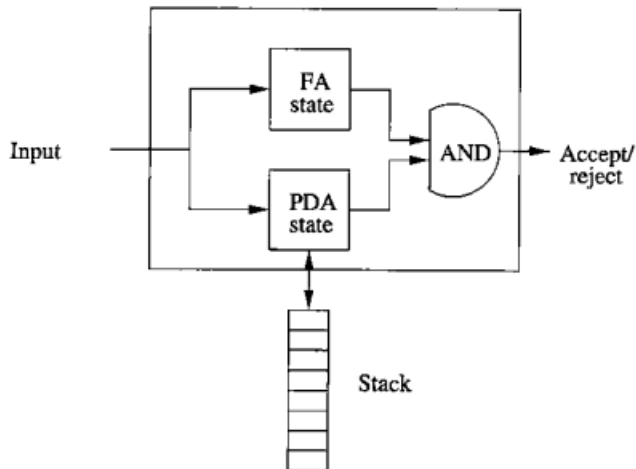 FA
state
Input
AND
Accept/
reject
PDA
state
Stack